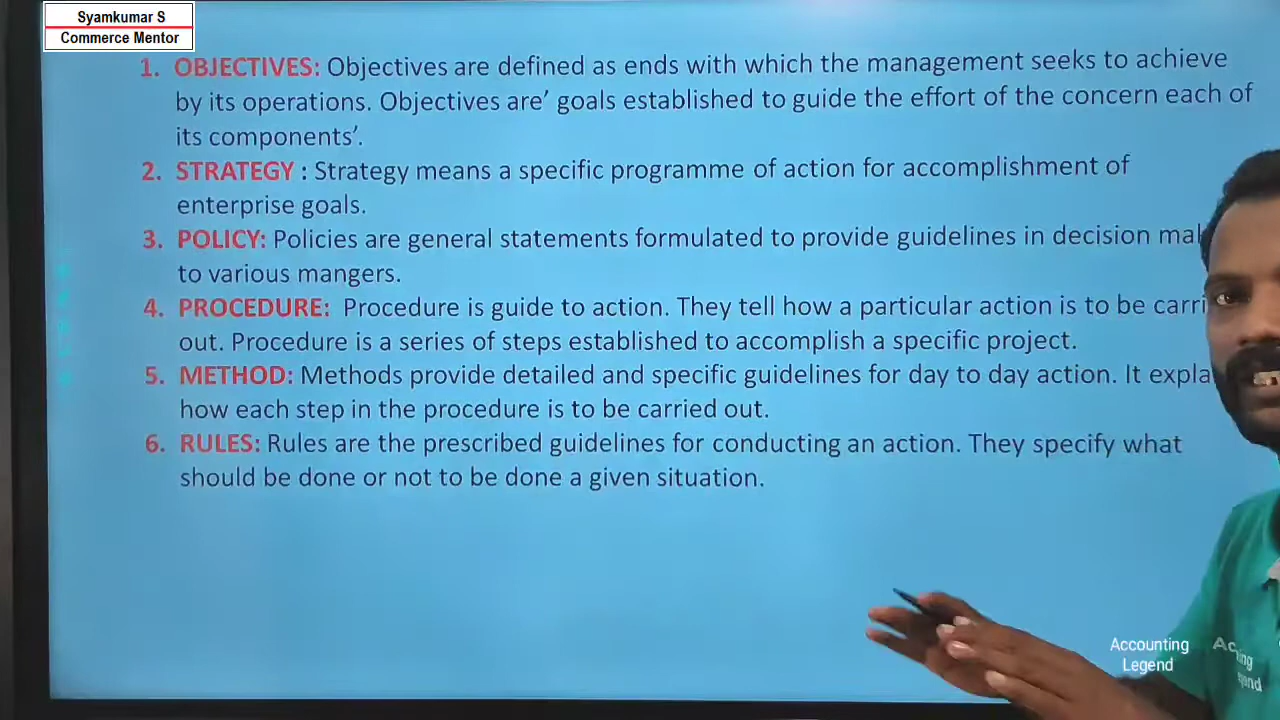 Syamkumar S
Commerce Mentor
1. OBJECTIVES: Objectives are defined as ends with which the management seeks to achieve
by its operations. Objectives are’ goals established to guide the effort of the concern each of
its components’.
2. STRATEGY : Strategy means a specific programme of action for accomplishment of
enterprise goals.
3. POLICY: Policies are general statements formulated to provide guidelines in decision
to various mangers.
4. PROCEDURE: Procedure is guide to action. They tell how a particular action is to be
out. Procedure is a series of steps established to accomplish a specific project.
5. METHOD: Methods provide detailed and specific guidelines for day to day action. It
how each step in the procedure is to be carried out.
6. RULES: Rules are the prescribed guidelines for conducting an action. They specify what
should be done or not to be done a given situation.
Accounting
Legend